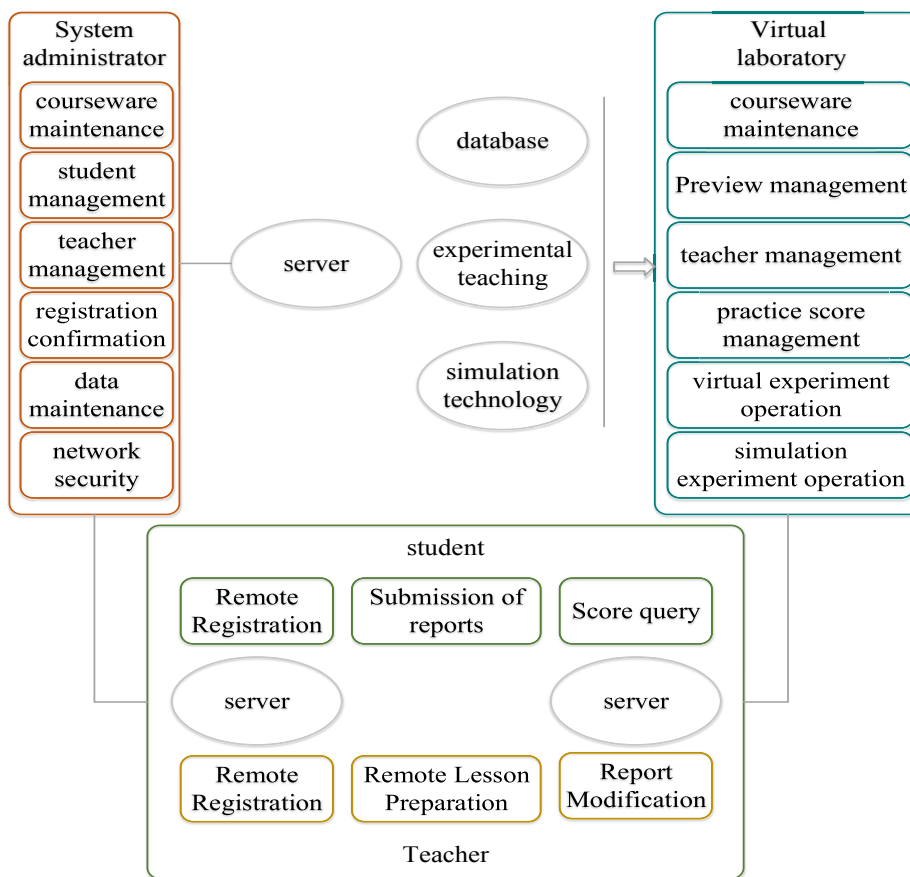 System
administrator
courseware
maintenance
student
management
teacher
management
registration
confirmation
data
maintenance
network
security
server
database
experimental
teaching
simulation
technology
Virtual
laboratory
courseware
maintenance
Preview management
teacher management
practice score
management
virtual experiment
operation
simulation
experiment operation
student
Remote
Registration
Submission of
reports
Score query
server
server
Remote
Registration
Remote Lesson
Preparation
Report
Modification
Teacher